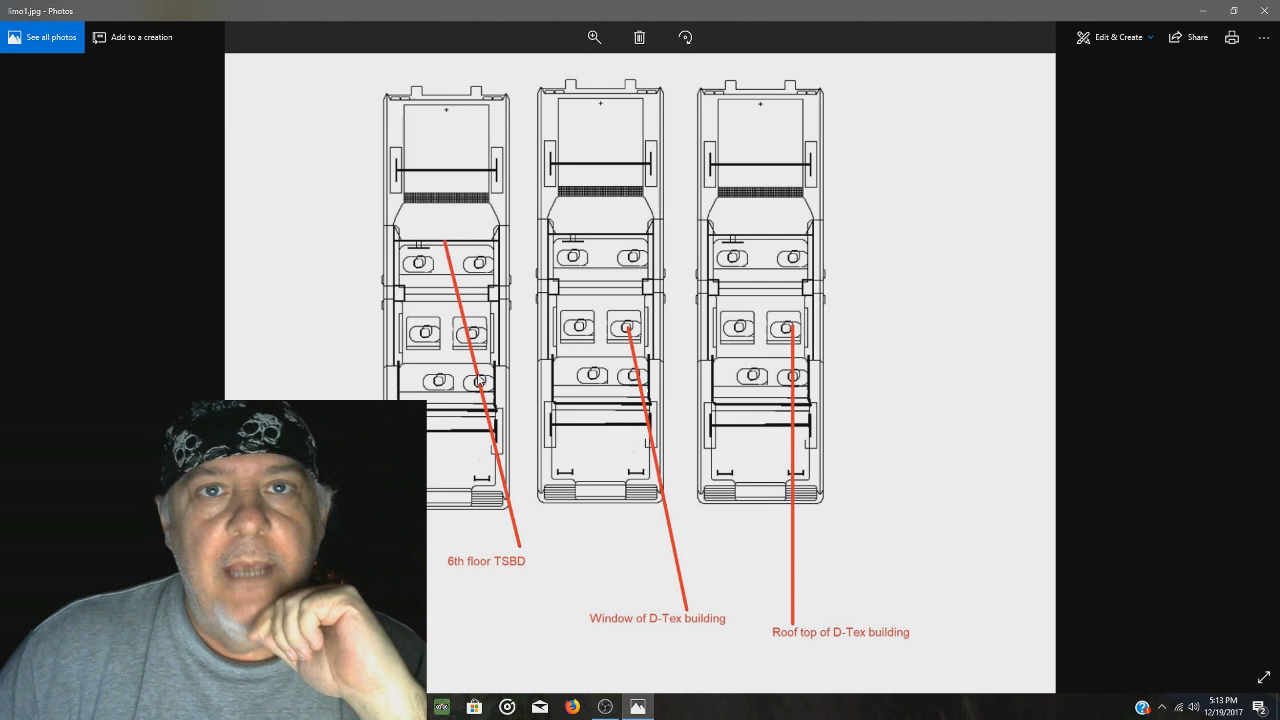 limo1.jpg - Photos
See all photos
Add to a creation
Edit & Create
Share
6th floor TSBD
Window of D-Tex building
Roof top of D-Tex building
5:13 PM
12/19/2017